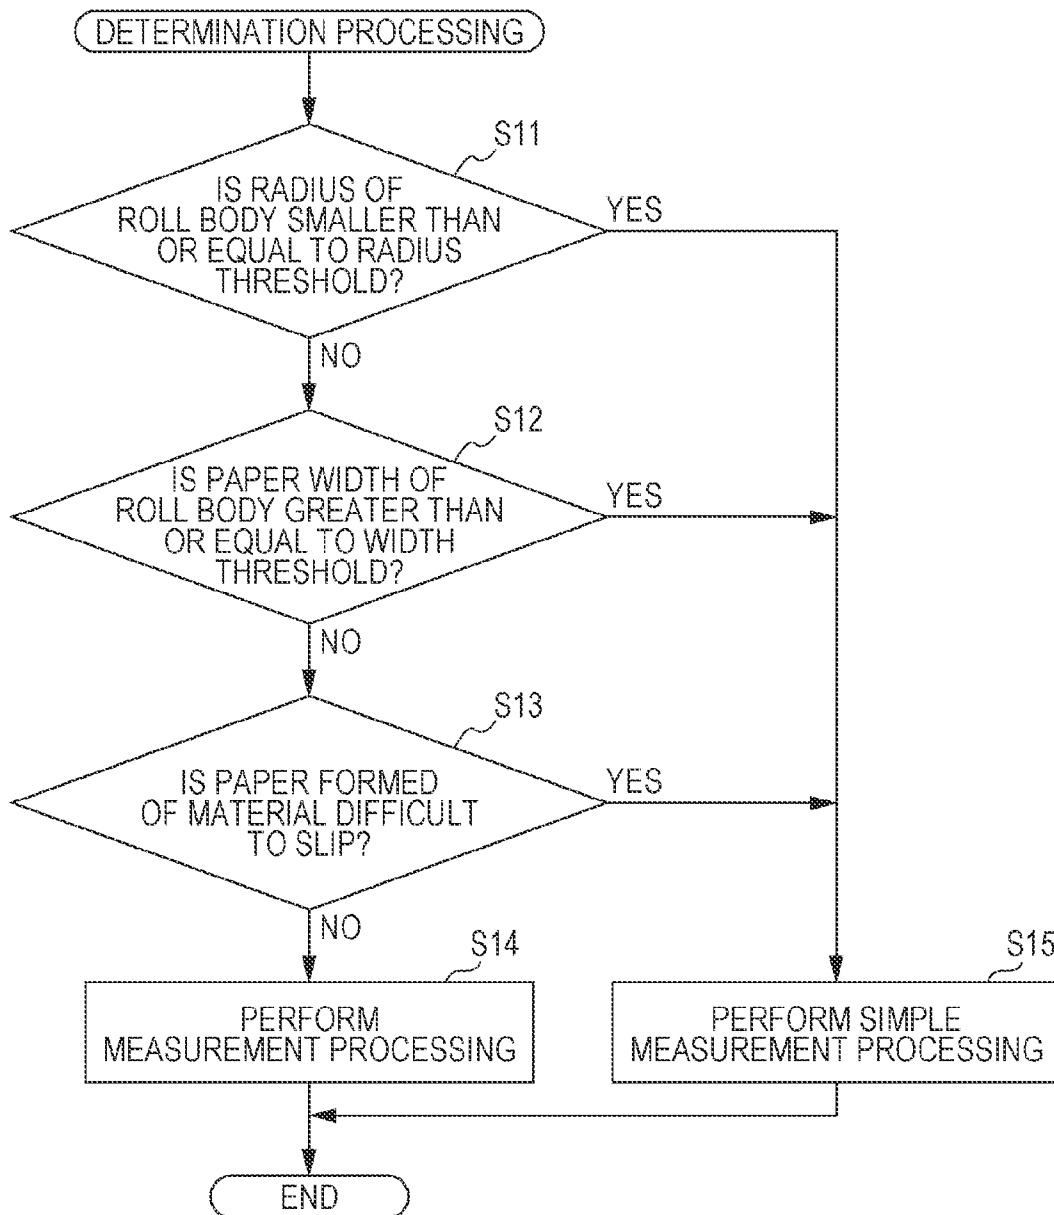 DETERMINATION PROCESSING
S11
IS RADIUS OF
ROLL BODY SMALLER THAN
OR EQUAL TO RADIUS
THRESHOLD?
YES
NO
S12
IS PAPER WIDTH OF
ROLL BODY GREATER THAN
OR EQUAL TO WIDTH
THRESHOLD?
YES
NO
S13
IS PAPER FORMED
OF MATERIAL DIFFICULT
TO SLIP?
YES
NO
S14
PERFORM
MEASUREMENT PROCESSING
S15
PERFORM SIMPLE
MEASUREMENT PROCESSING
END